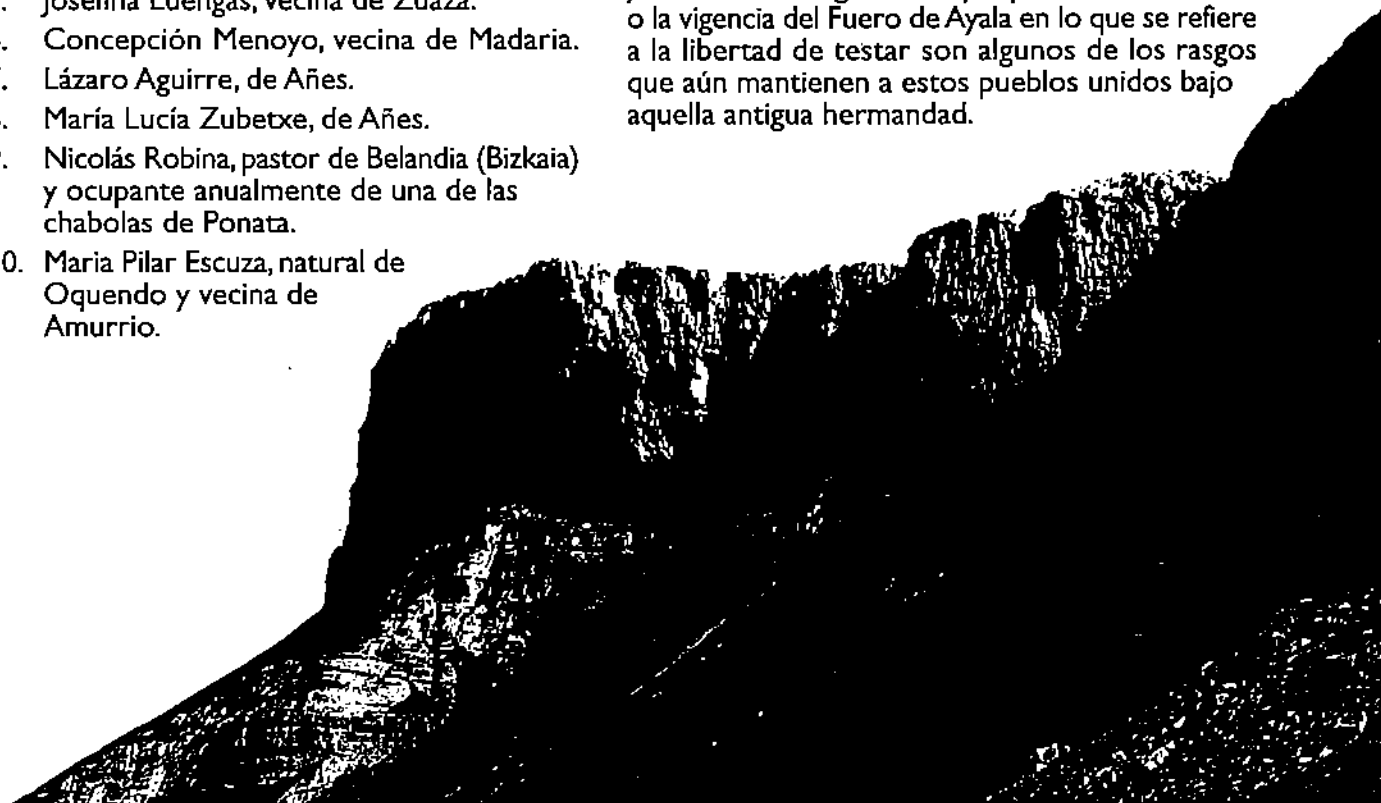 Josefina Luengas, vecina de Zuaza.
Concepción Menoyo, vecina de Madaria.
Lázaro Aguirre, de Añes.
María Lucía Zubetxe, de Añes.
Nicolás Robina, pastor de Belandia (Bizkaia)
y ocupante anualmente de una de las
chabolas de Ponata.
0. Maria Pilar Escuza, natural de
Oquendo y vecina de
Amurrio.
o la vigencia del Fuero de Ayala en lo que se refiere
a la libertad de testar son algunos de los rasgos
que aún mantienen a estos pueblos unidos bajo
aquella antigua hermandad.